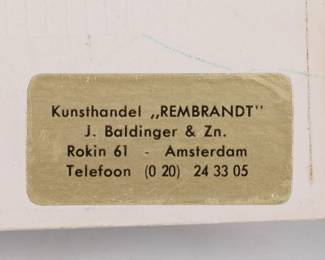 Kunsthandel „REMBRANDT"
J. Baldinger & Zn.
Rokin 61 - Amsterdam
Telefoon (0 20) 24 33 05